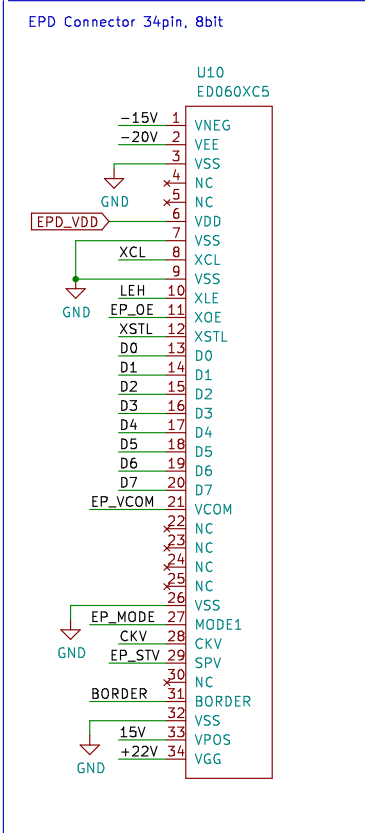 EPD Connector 34pin, 8bit
U10
ED060XC5
-15V 1 VNEG
-20V 2 VEE
3 VSS
4 NC
GND
5 NC
EPD_VDD 6 VDD
7 VSS
XCL 8 XCL
9 VSS
GND
LEH 10 XLE
EP_OE 11 XOE
XSTL 12 XSTL
D0 13 D0
D1 14 D1
D2 15 D2
D3 16 D3
D4 17 D4
D5 18 D5
D6 19 D6
D7 20 D7
EP_VCOM 21 VCOM
22 NC
23 NC
24 NC
25 NC
26 VSS
EP_MODE 27 MODE1
CKV 28 CKV
GND
EP_STV 29 SPV
30 NC
BORDER 31 BORDER
32 VSS
15V 33 VPOS
+22V 34 VGG
GND